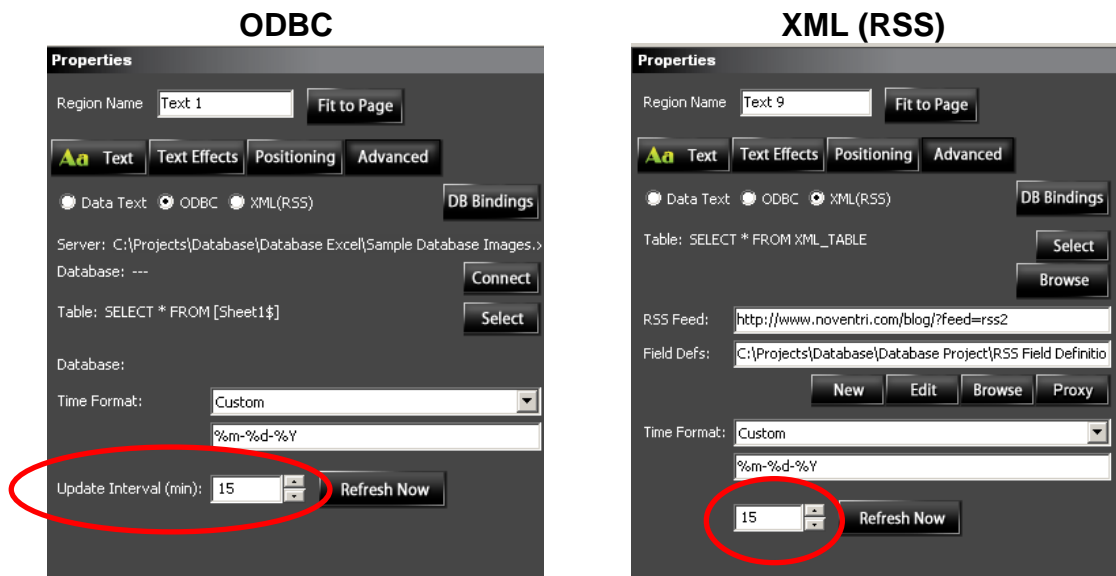 ODBC
Properties
Region Name Text 1 Fit to Page
Aa Text Text Effects Positioning Advanced
Data Text ODBC XML(RSS) DB Bindings
Server: C:\Projects\Database\Database Excel\Sample Database Images.x
Database: --- Connect
Table: SELECT * FROM [Sheet1$] Select
Database:
Time Format: Custom
%m-%d-%Y
Update Interval (min): 15 Refresh Now
XML (RSS)
Properties
Region Name Text 9 Fit to Page
Aa Text Text Effects Positioning Advanced
Data Text ODBC XML(RSS) DB Bindings
Table: SELECT * FROM XML_TABLE Select
Browse
RSS Feed: http://www.noventri.com/blog/?feed=rss2
Field Defs: C:\Projects\Database\Database Project\RSS Field Definitio
New Edit Browse Proxy
Time Format: Custom
%m-%d-%Y
15 Refresh Now